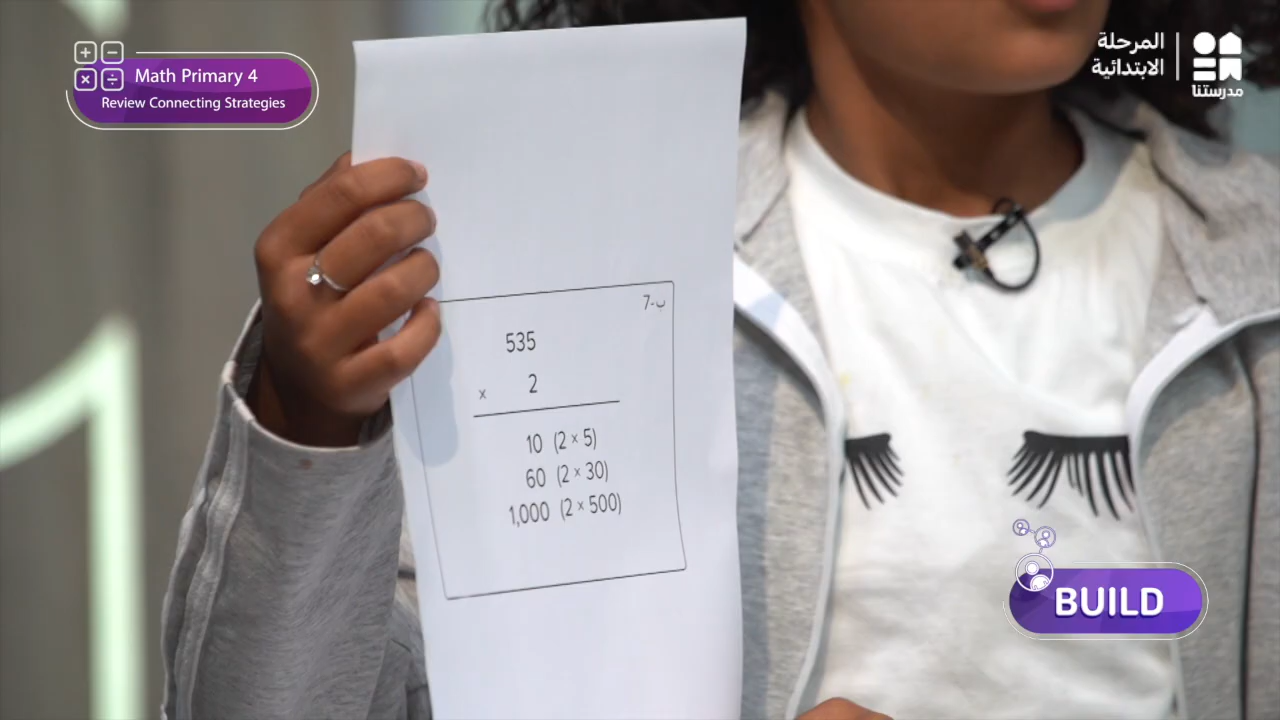 Math Primary 4
Review Connecting Strategies
المرحلة
الابتدائية
مدرستنا
7-ب
535
× 2
10 (2 × 5)
60 (2 × 30)
1,000 (2 × 500)
BUILD